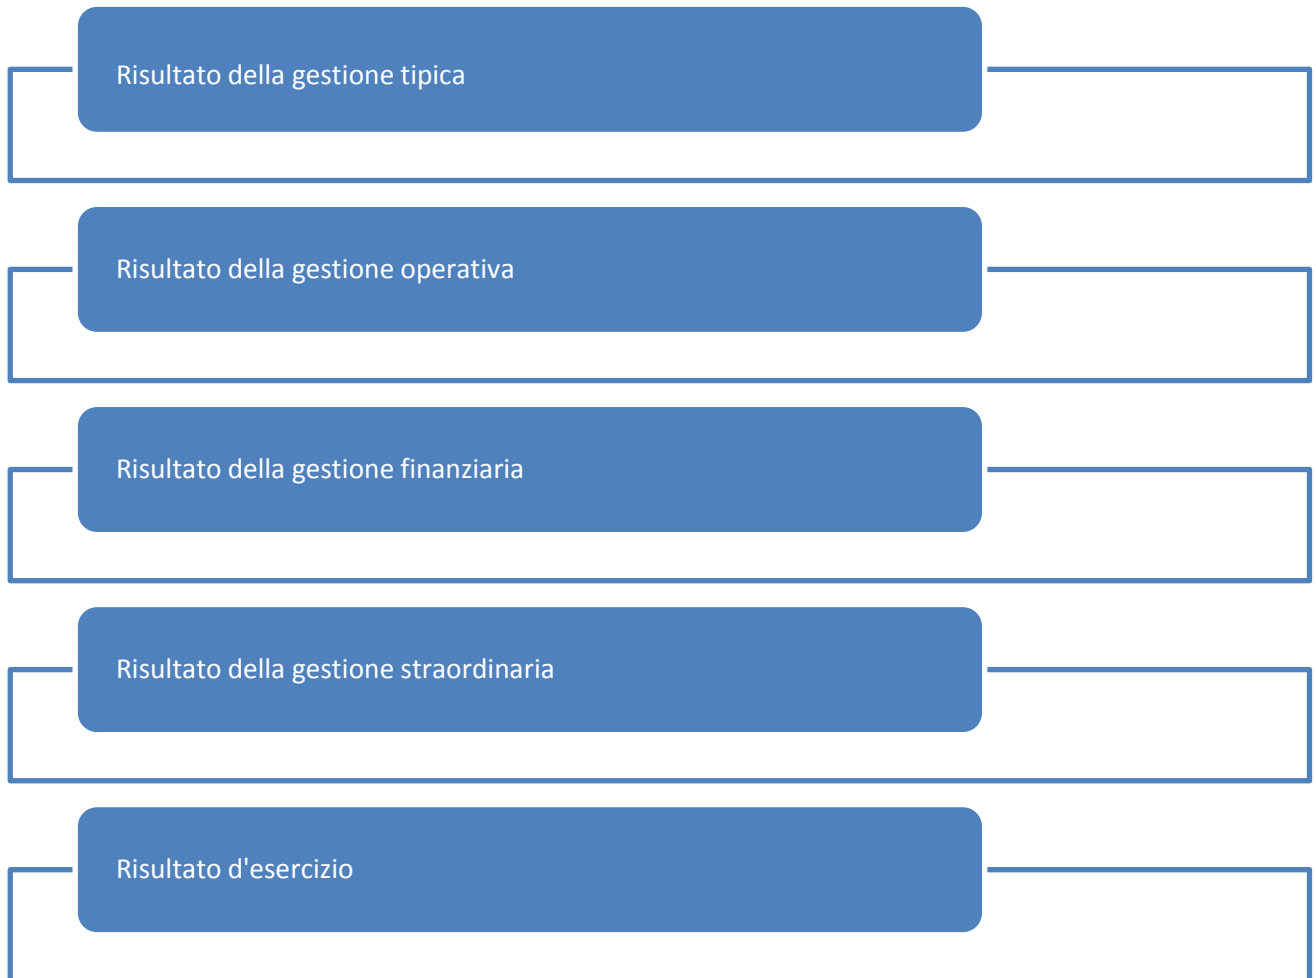 Risultato della gestione tipica
Risultato della gestione operativa
Risultato della gestione finanziaria
Risultato della gestione straordinaria
Risultato d'esercizio